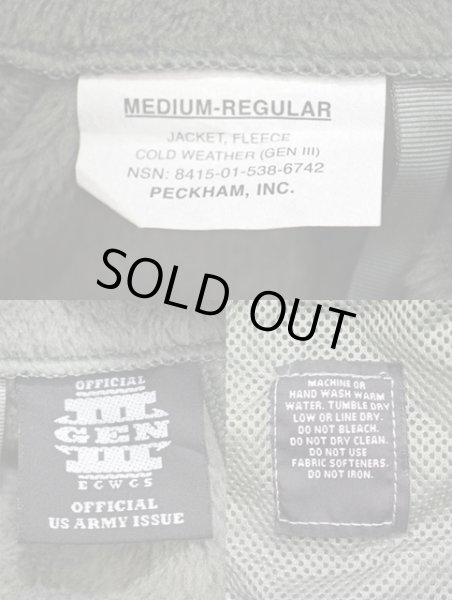 MEDIUM-REGULAR
JACKET, FLEECE
COLD WEATHER (GEN III)
NSN: 8415-01-538-6742
PECKHAM, INC.
SOLD OUT
OFFICIAL
III
GEN
III
ECWCS
OFFICIAL
US ARMY ISSUE
MACHINE OR
HAND WASH WARM
WATER. TUMBLE DRY
LOW OR LINE DRY.
DO NOT BLEACH.
DO NOT DRY CLEAN.
DO NOT USE
FABRIC SOFTENERS.
DO NOT IRON.